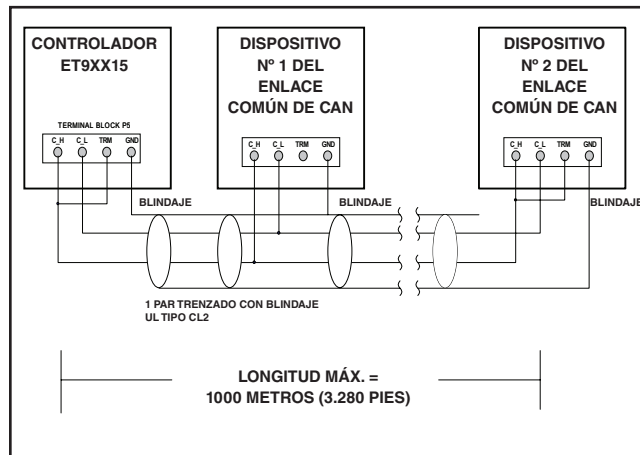 CONTROLADOR
ET9XX15
TERMINAL BLOCK P5
C_H C_L TRM GND
DISPOSITIVO
Nº 1 DEL
ENLACE
COMÚN DE CAN
C_H C_L TRM GND
DISPOSITIVO
Nº 2 DEL
ENLACE
COMÚN DE CAN
C_H C_L TRM GND
BLINDAJE
BLINDAJE
BLINDAJE
1 PAR TRENZADO CON BLINDAJE
UL TIPO CL2
LONGITUD MÁX. =
1000 METROS (3.280 PIES)